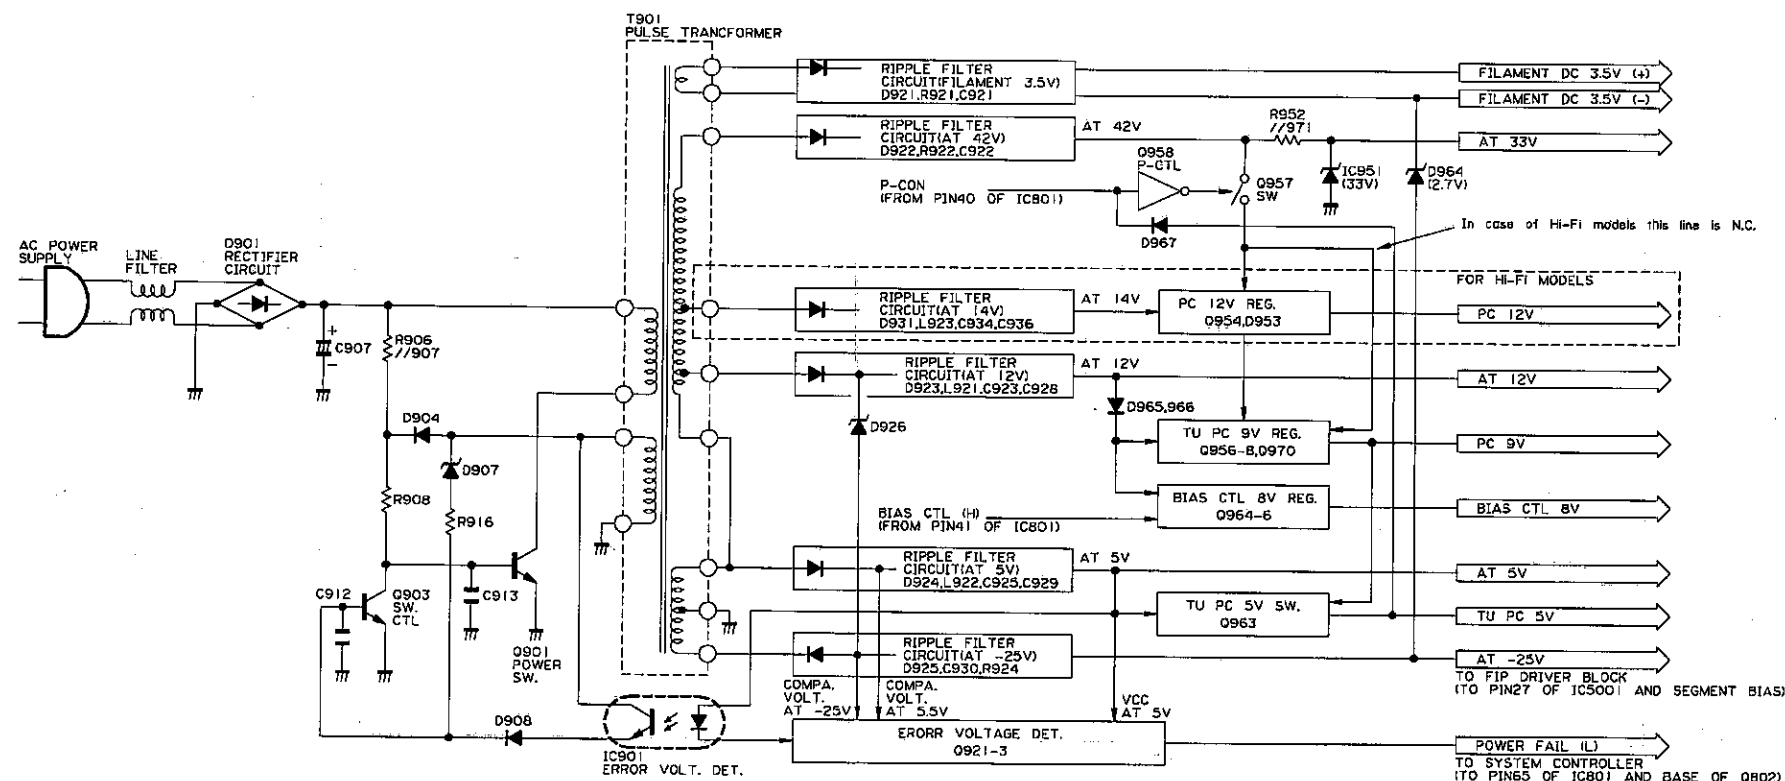 T901
PULSE TRANCFORMER
RIPPLE FILTER
CIRCUIT(FILAMENT 3.5V)
D921,R921,C921
FILAMENT DC 3.5V (+)
FILAMENT DC 3.5V (-)
RIPPLE FILTER
CIRCUIT(AT 42V)
D922,R922,C922
AT 42V
R952
//971
AT 33V
Q958
P-CTL
P-CON
(FROM PIN40 OF IC801)
Q957
SW
IC951
(33V)
D964
(2.7V)
D967
In case of Hi-Fi models this line is N.C.
AC POWER
SUPPLY
LINE
FILTER
D901
RECTIFIER
CIRCUIT
FOR HI-FI MODELS
RIPPLE FILTER
CIRCUIT(AT 14V)
D931,L923,C934,C936
AT 14V
PC 12V REG.
Q954,D953
PC 12V
+
C907
-
R906
//907
RIPPLE FILTER
CIRCUIT(AT 12V)
D923,L921,C923,C928
AT 12V
AT 12V
D965,966
D904
D926
TU PC 9V REG.
Q956-8,D970
PC 9V
D907
R908
R916
BIAS CTL (H)
(FROM PIN41 OF IC801)
BIAS CTL 8V REG.
Q964-6
BIAS CTL 8V
RIPPLE FILTER
CIRCUIT(AT 5V)
D924,L922,C925,C929
AT 5V
AT 5V
C912
Q903
SW.
CTL
C913
TU PC 5V SW.
Q963
TU PC 5V
Q901
POWER
SW.
RIPPLE FILTER
CIRCUIT(AT -25V)
D925,C930,R924
AT -25V
TO FIP DRIVER BLOCK
(TO PIN27 OF IC5001 AND SEGMENT BIAS)
COMPA.
VOLT.
AT -25V
COMPA.
VOLT.
AT 5.5V
VCC
AT 5V
D908
IC901
ERROR VOLT. DET.
ERORR VOLTAGE DET.
Q921-3
POWER FAIL (L)
TO SYSTEM CONTROLLER
(TO PIN65 OF IC801 AND BASE OF Q802)